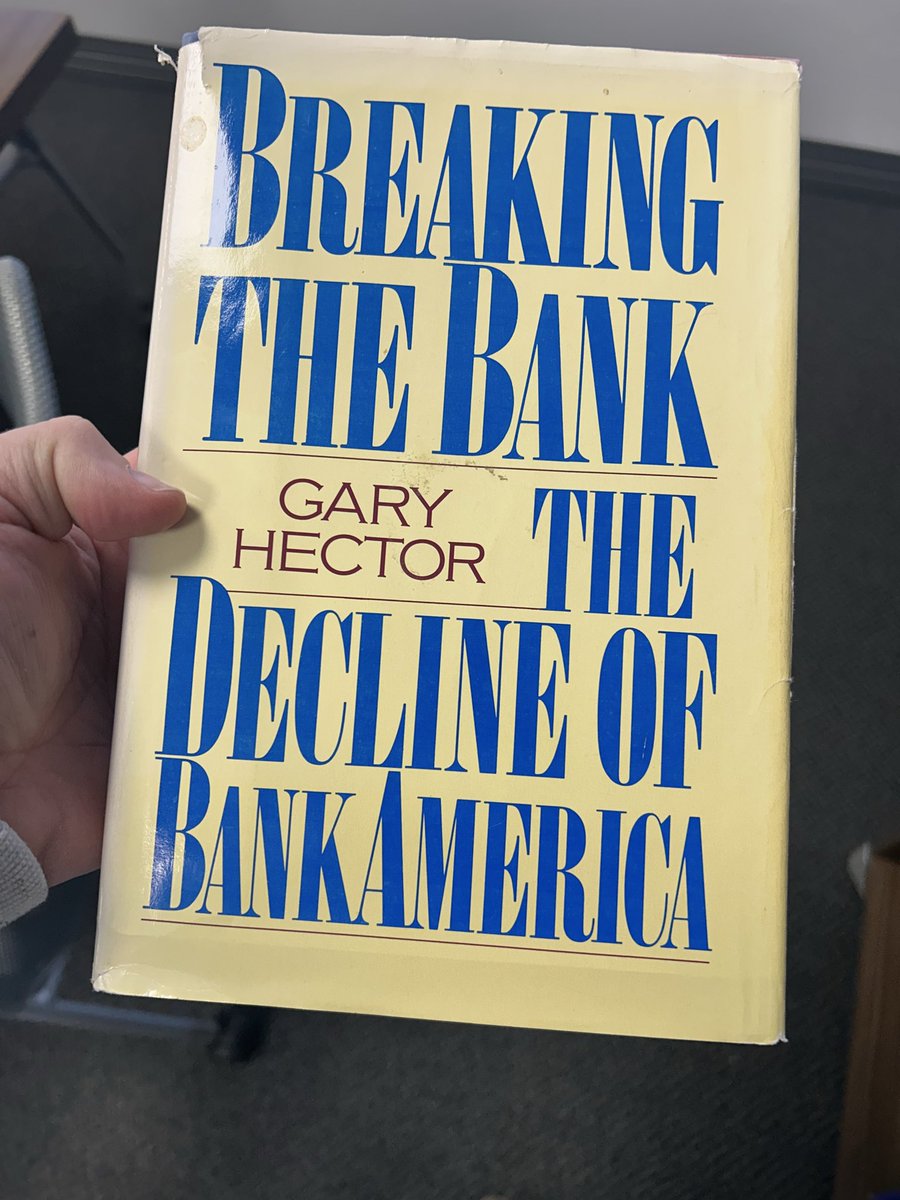 BREAKING
THE BANK
GARY
HECTOR
THE
DECLINE OF
BANKAMERICA